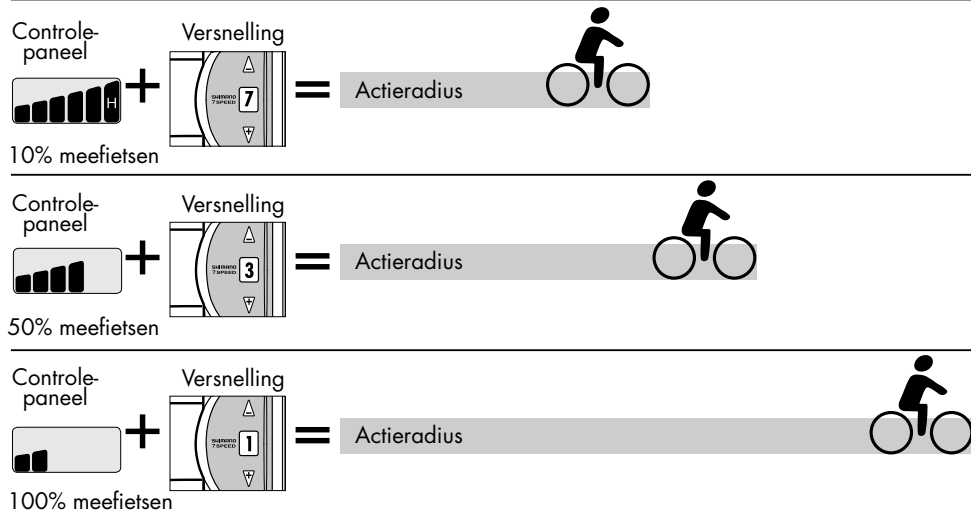 Controle-
paneel
Versnelling
H
SHIMANO
7 SPEED
7
Actieradius
10% meefietsen
Controle-
paneel
Versnelling
SHIMANO
7 SPEED
3
Actieradius
50% meefietsen
Controle-
paneel
Versnelling
SHIMANO
7 SPEED
1
Actieradius
100% meefietsen